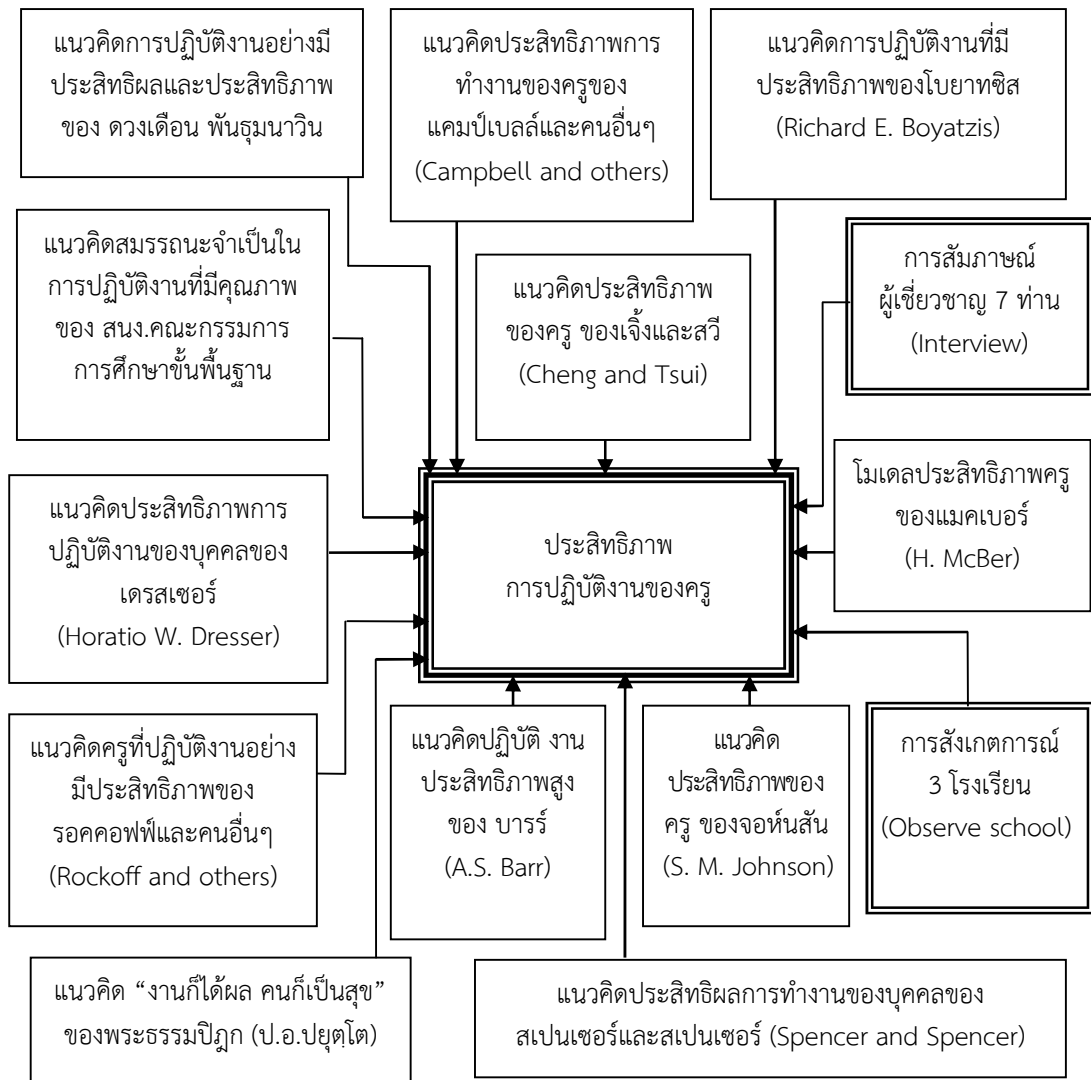 แนวคิดการปฏิบัติงานอย่างมี
ประสิทธิผลและประสิทธิภาพ
ของ ดวงเดือน พันธุมนาวิน
แนวคิดประสิทธิภาพการ
ทำงานของครูของ
แคมป์เบลล์และคนอื่นๆ
(Campbell and others)
แนวคิดการปฏิบัติงานที่มี
ประสิทธิภาพของโบยาทซิส
(Richard E. Boyatzis)
แนวคิดสมรรถนะจำเป็นใน
การปฏิบัติงานที่มีคุณภาพ
ของ สนง.คณะกรรมการ
การศึกษาขั้นพื้นฐาน
แนวคิดประสิทธิภาพ
ของครู ของเจิ้งและสวี
(Cheng and Tsui)
การสัมภาษณ์
ผู้เชี่ยวชาญ 7 ท่าน
(Interview)
แนวคิดประสิทธิภาพการ
ปฏิบัติงานของบุคคลของ
เดรสเซอร์
(Horatio W. Dresser)
ประสิทธิภาพ
การปฏิบัติงานของครู
โมเดลประสิทธิภาพครู
ของแมคเบอร์
(H. McBer)
แนวคิดครูที่ปฏิบัติงานอย่าง
มีประสิทธิภาพของ
รอคคอฟฟ์และคนอื่นๆ
(Rockoff and others)
แนวคิดปฏิบัติ งาน
ประสิทธิภาพสูง
ของ บารร์
(A.S. Barr)
แนวคิด
ประสิทธิภาพของ
ครู ของจอห์นสัน
(S. M. Johnson)
การสังเกตการณ์
3 โรงเรียน
(Observe school)
แนวคิด “งานก็ได้ผล คนก็เป็นสุข”
ของพระธรรมปิฎก (ป.อ.ปยุตฺโต)
แนวคิดประสิทธิผลการทำงานของบุคคลของ
สเปนเซอร์และสเปนเซอร์ (Spencer and Spencer)